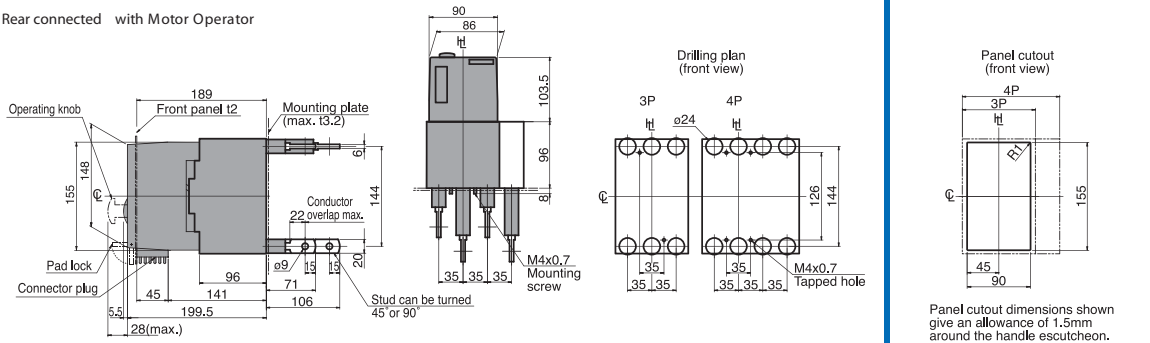 Rear connected with Motor Operator
189
Operating knob
Front panel t2
Mounting plate
(max. t3.2)
6
155
148
144
℄
Conductor
22 overlap max.
Pad lock
Connector plug
ø9
15
15
20
96
71
45
141
106
Stud can be turned
45˚or 90˚
199.5
5.5
28(max.)
90
86
℄
103.5
96
8
M4x0.7
Mounting
screw
35 35 35
Drilling plan
(front view)
3P
4P
℄
ø24
℄
℄
126
144
35
35
35 35
35 35 35
M4x0.7
Tapped hole
Panel cutout
(front view)
4P
3P
℄
R1
℄
155
45
90
Panel cutout dimensions shown
give an allowance of 1.5mm
around the handle escutcheon.